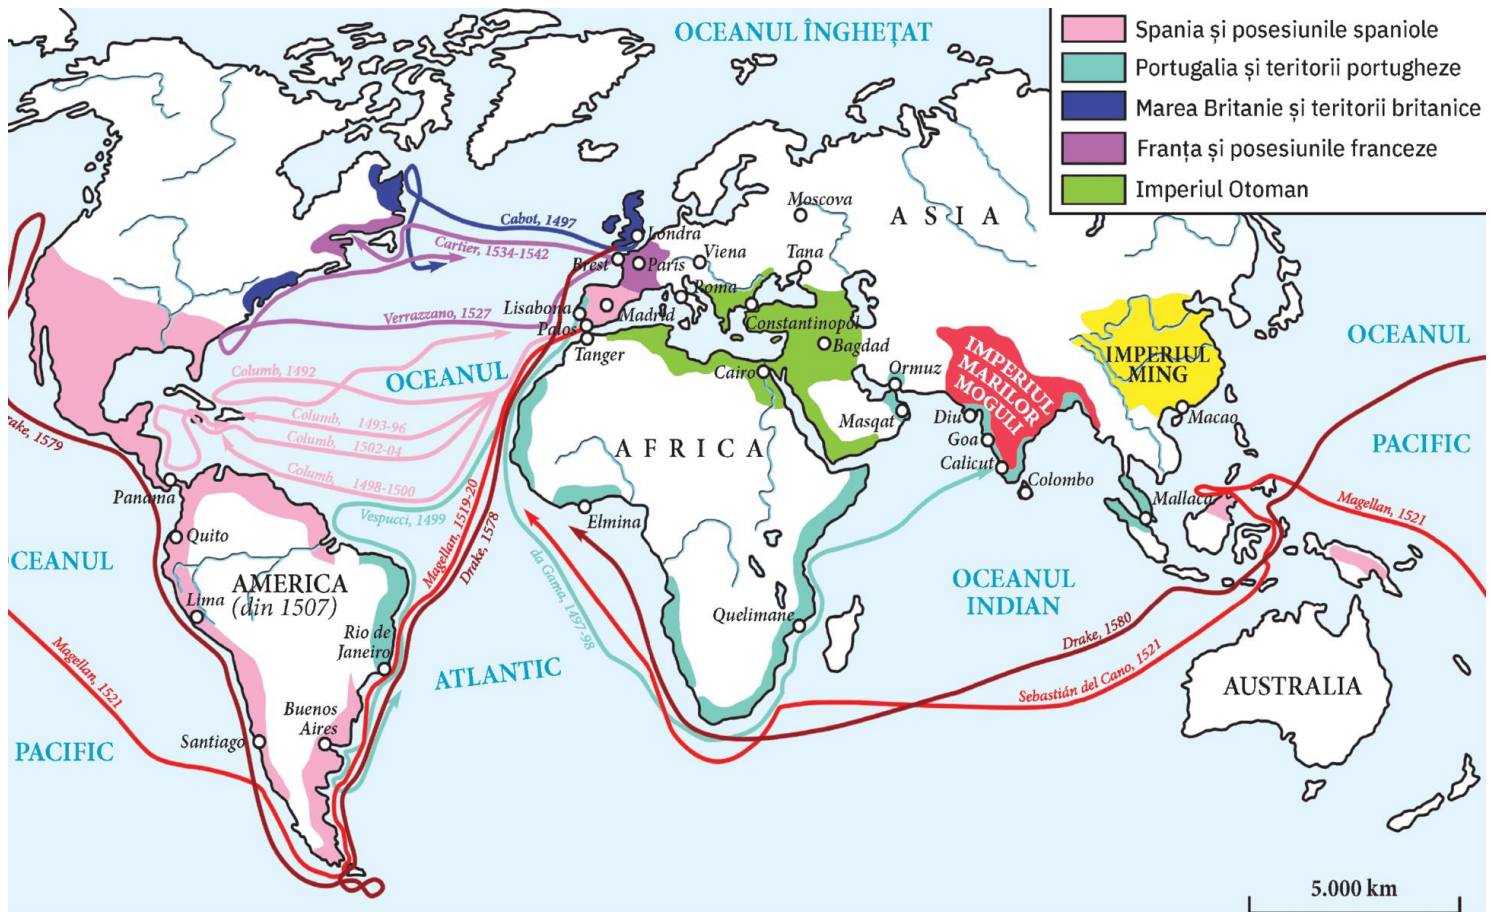 OCEANUL ÎNGHEȚAT
Spania și posesiunile spaniole
Portugalia și teritorii portugheze
Marea Britanie și teritorii britanice
Franța și posesiunile franceze
Imperiul Otoman
Moscova
ASIA
Cabot, 1497
Londra
Cartier, 1534-1542
Brest
Paris
Viena
Tana
Roma
Lisabona
Madrid
Verrazzano, 1527
Palos
Constantinopol
Tanger
Bagdad
OCEANUL
IMPERIUL
MARILOR
MOGULI
IMPERIUL
MING
Columb, 1492
OCEANUL
Cairo
Ormuz
Columb, 1493-96
Masqat
Diu
Macao
Drake, 1579
Columb, 1502-04
AFRICA
Goa
PACIFIC
Calicut
Columb, 1498-1500
Colombo
Panama
Mallaca
Magellan, 1521
Vespucci, 1499
Magellan, 1519-20
Drake, 1578
Elmina
Quito
OCEANUL
AMERICA
(din 1507)
da Gama, 1497-98
OCEANUL
INDIAN
Lima
Quelimane
Rio de
Janeiro
Drake, 1580
Magellan, 1521
ATLANTIC
Sebastián del Cano, 1521
AUSTRALIA
Buenos
Aires
Santiago
PACIFIC
5.000 km